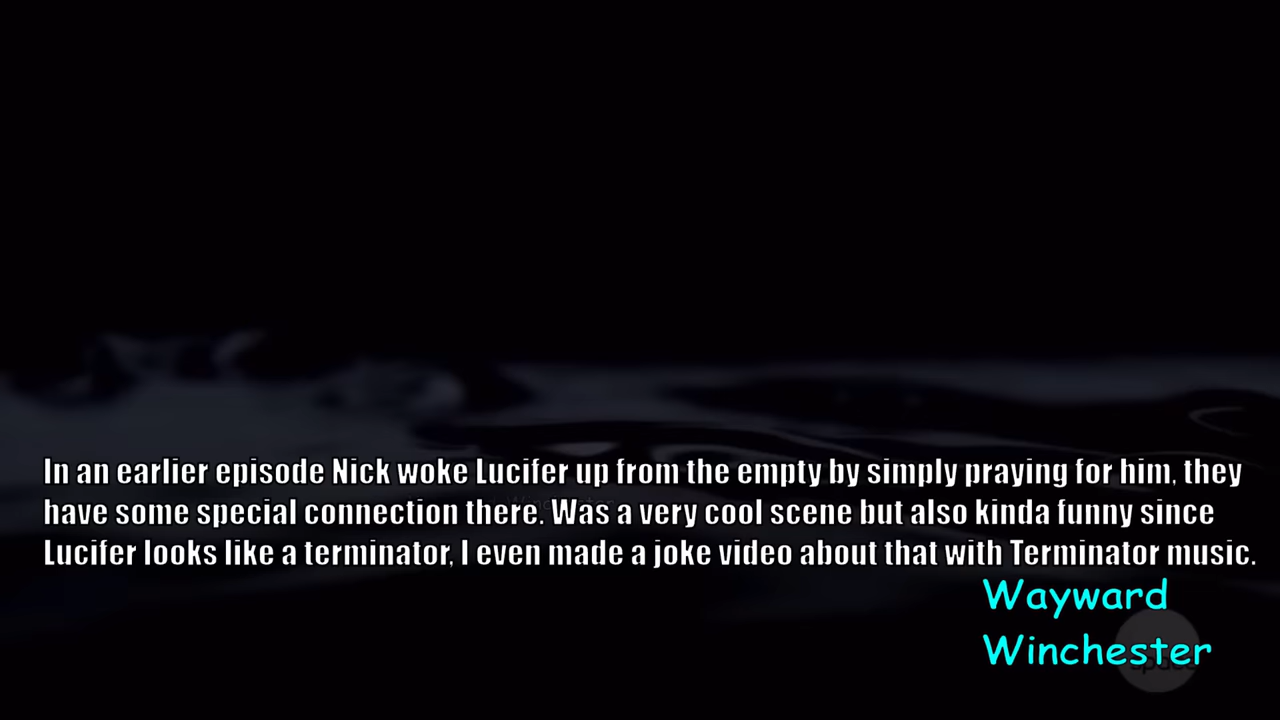 In an earlier episode Nick woke Lucifer up from the empty by simply praying for him, they
have some special connection there. Was a very cool scene but also kinda funny since
Lucifer looks like a terminator, I even made a joke video about that with Terminator music.
Wayward
Winchester